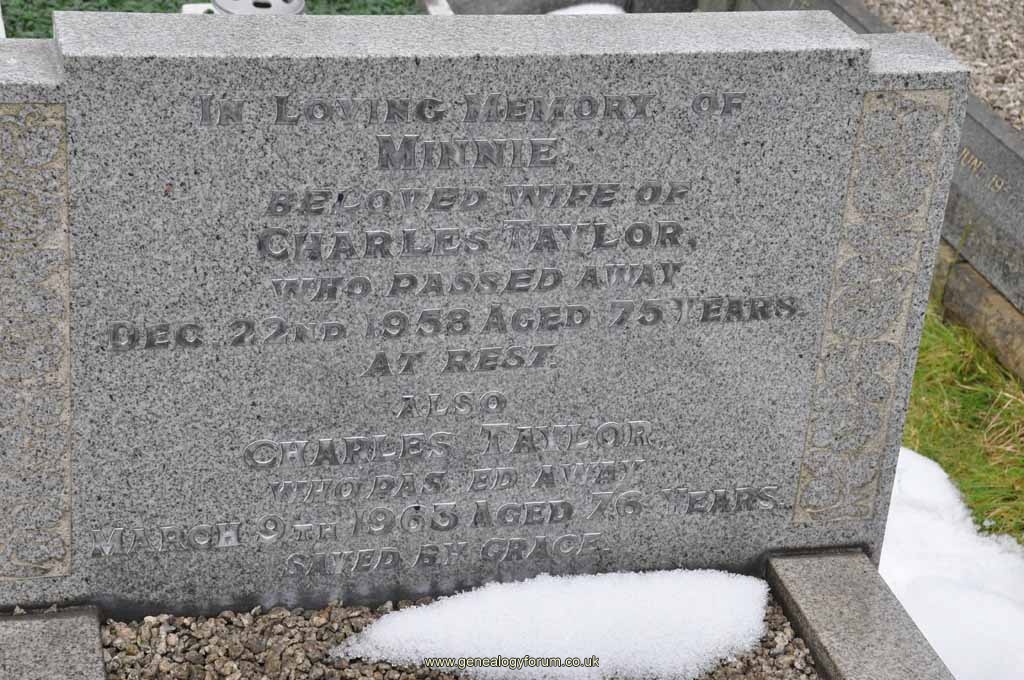 IN LOVING MEMORY OF
MINNIE,
BELOVED WIFE OF
CHARLES TAYLOR,
WHO PASSED AWAY
DEC. 22ND 1958 AGED 75 YEARS.
AT REST.
ALSO
CHARLES TAYLOR,
WHO PASSED AWAY
MARCH 9TH 1963 AGED 76 YEARS.
SAVED BY GRACE.
JUNE 19
www.genealogyforum.co.uk